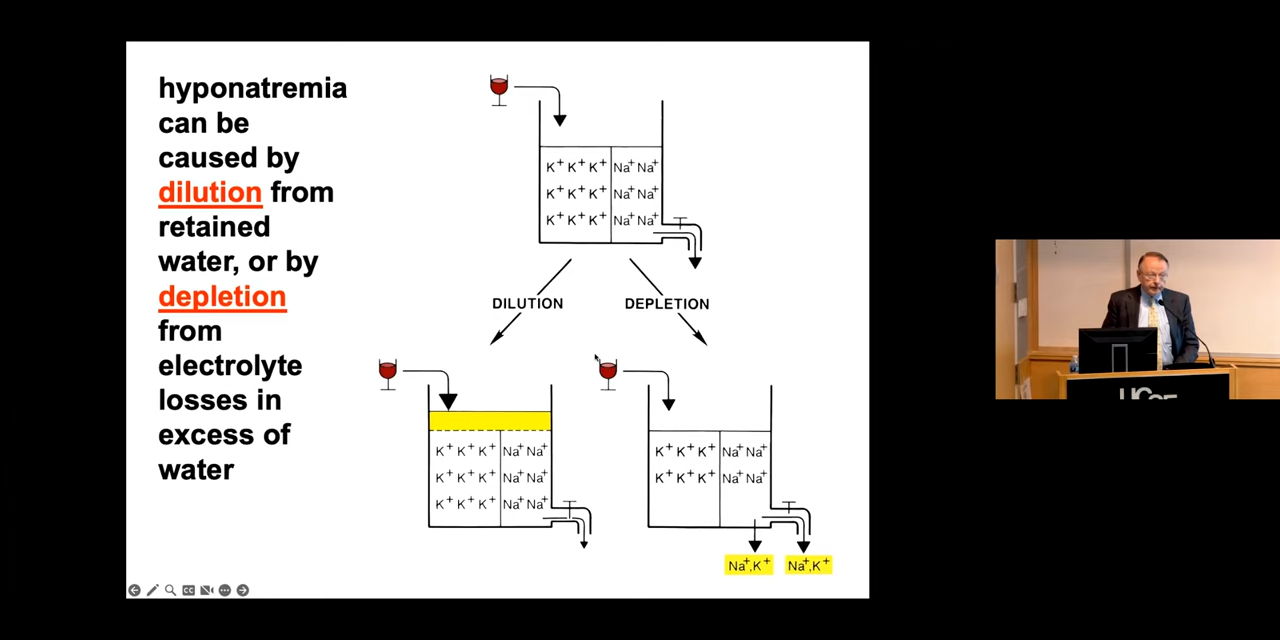 hyponatremia
can be
caused by
dilution from
retained
water, or by
depletion
from
electrolyte
losses in
excess of
water
K+ K+ K+ Na+ Na+
K+ K+ K+ Na+ Na+
K+ K+ K+ Na+ Na+
DILUTION DEPLETION
K+ K+ K+ Na+ Na+
K+ K+ K+ Na+ Na+
K+ K+ K+ Na+ Na+
K+ K+ K+ Na+ Na+
K+ K+ K+ Na+ Na+
Na+,K+ Na+,K+
CC
UCSF